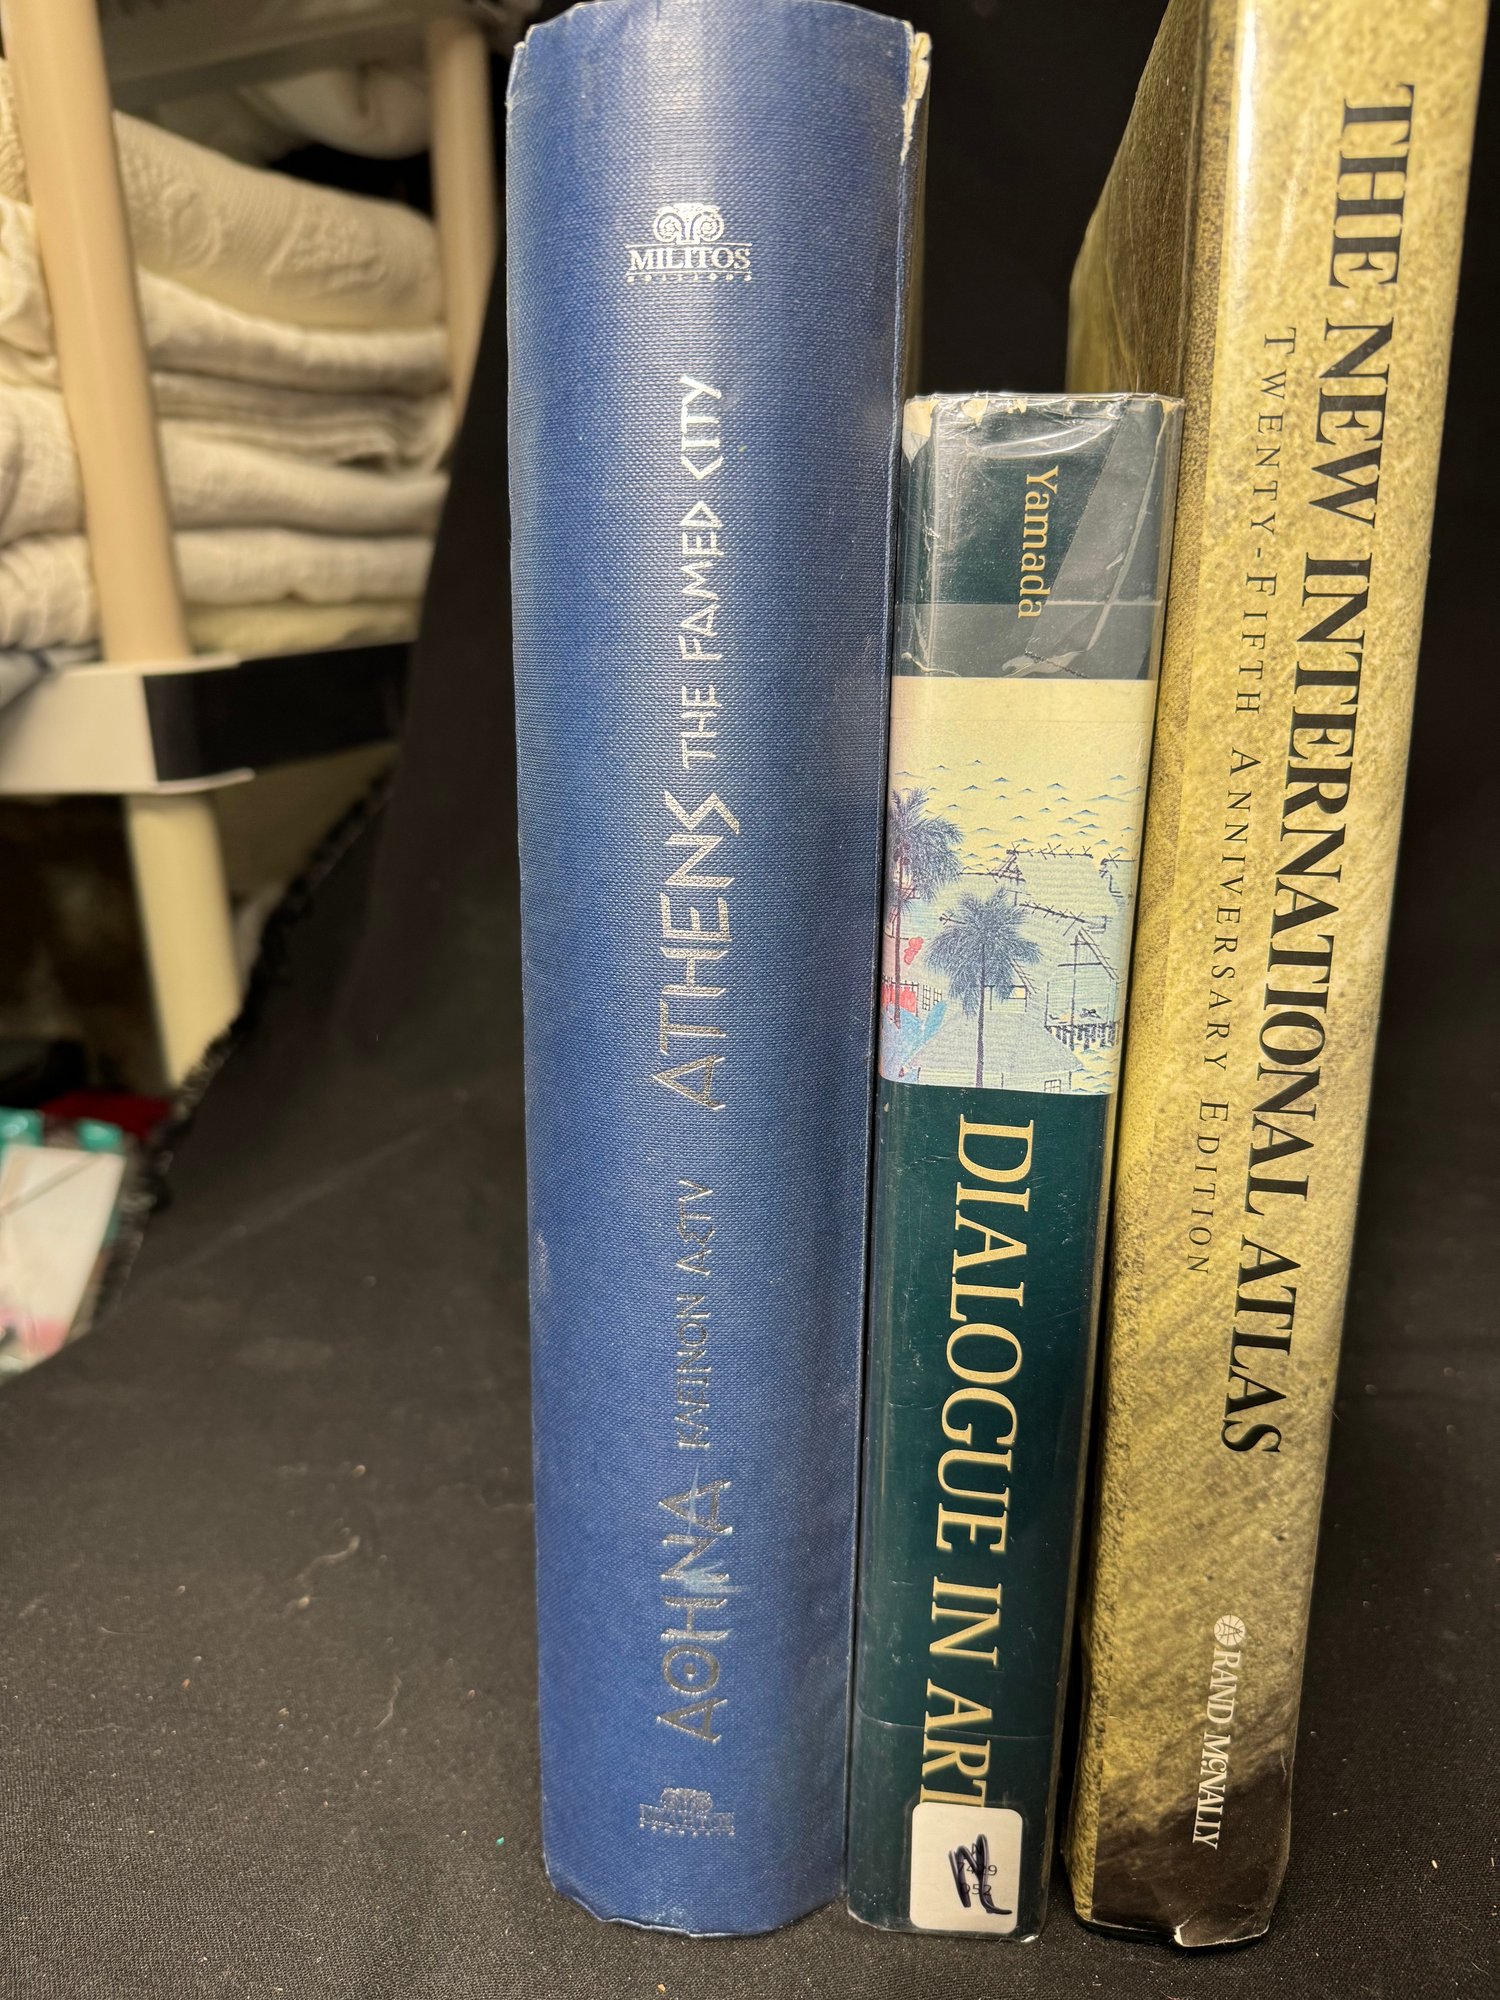 MILITOS
EDITIONS
ΑΘΗΝΑ ΚΛΕΙΝΟΝ ΑΣΤΥ ATHENS THE FAMED CITY
Yamada
DIALOGUE IN ART
THE NEW INTERNATIONAL ATLAS
TWENTY-FIFTH ANNIVERSARY EDITION
RAND MCNALLY